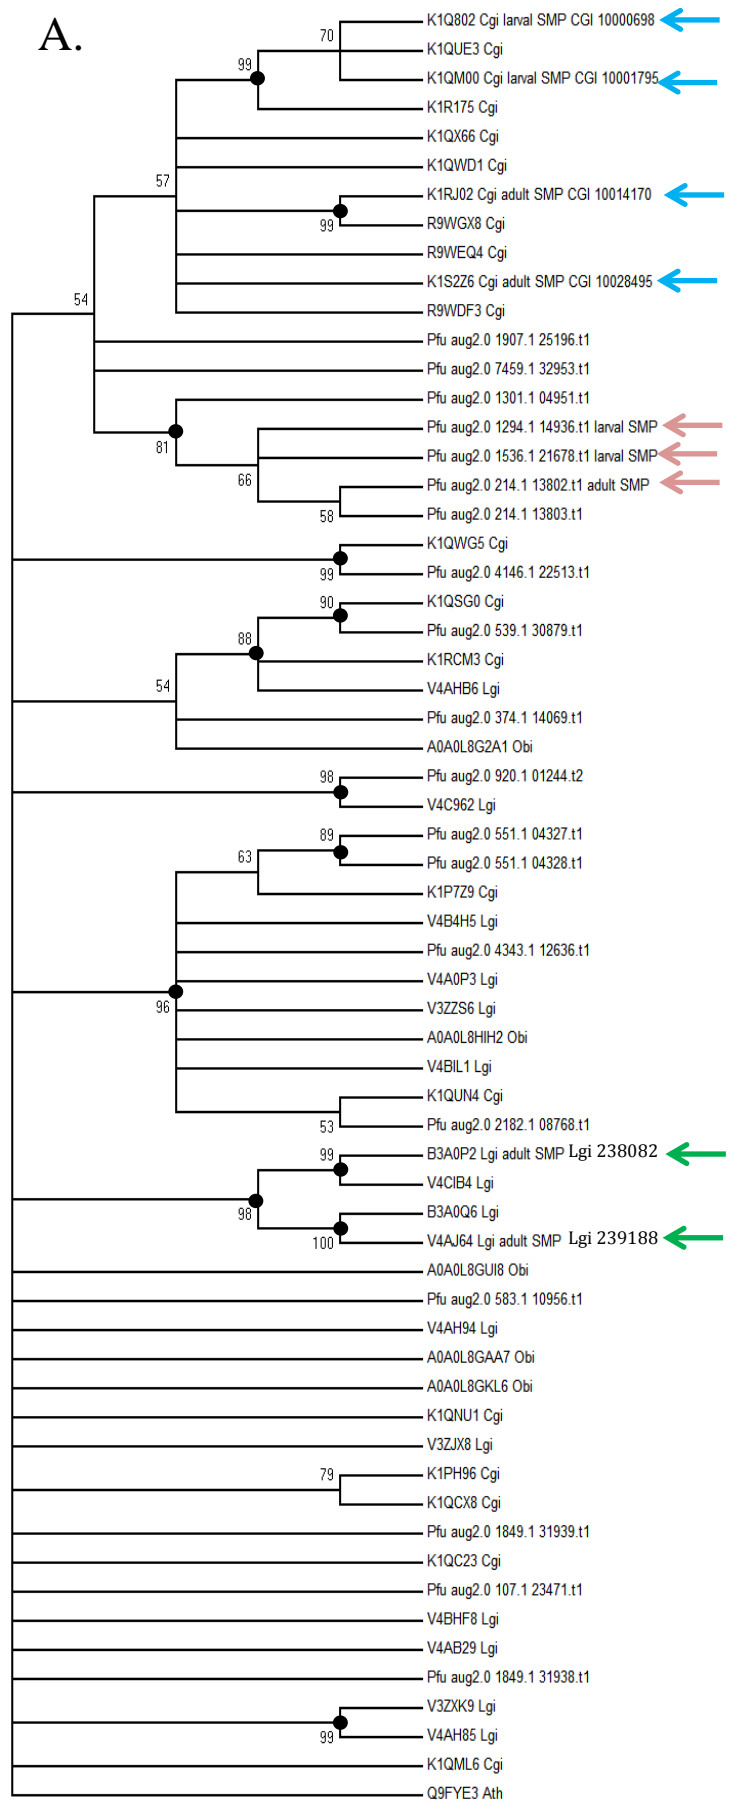 A.
K1Q802 Cgi larval SMP CGI 10000698
70
K1QUE3 Cgi
99
K1QM00 Cgi larval SMP CGI 10001795
K1R175 Cgi
K1QX66 Cgi
K1QWD1 Cgi
57
K1RJ02 Cgi adult SMP CGI 10014170
99
R9WGX8 Cgi
R9WEQ4 Cgi
K1S2Z6 Cgi adult SMP CGI 10028495
54
R9WDF3 Cgi
Pfu aug2.0 1907.1 25196.t1
Pfu aug2.0 7459.1 32953.t1
Pfu aug2.0 1301.1 04951.t1
Pfu aug2.0 1294.1 14936.t1 larval SMP
81
Pfu aug2.0 1536.1 21678.t1 larval SMP
66
Pfu aug2.0 214.1 13802.t1 adult SMP
58
Pfu aug2.0 214.1 13803.t1
K1QWG5 Cgi
99
Pfu aug2.0 4146.1 22513.t1
90
K1QSG0 Cgi
Pfu aug2.0 539.1 30879.t1
88
K1RCM3 Cgi
54
V4AHB6 Lgi
Pfu aug2.0 374.1 14069.t1
A0A0L8G2A1 Obi
98
Pfu aug2.0 920.1 01244.t2
V4C962 Lgi
89
Pfu aug2.0 551.1 04327.t1
63
Pfu aug2.0 551.1 04328.t1
K1P7Z9 Cgi
V4B4H5 Lgi
Pfu aug2.0 4343.1 12636.t1
V4A0P3 Lgi
96
V3ZZS6 Lgi
A0A0L8HIH2 Obi
V4BIL1 Lgi
K1QUN4 Cgi
53
Pfu aug2.0 2182.1 08768.t1
99
B3A0P2 Lgi adult SMP Lgi 238082
V4CIB4 Lgi
98
B3A0Q6 Lgi
100
V4AJ64 Lgi adult SMP Lgi 239188
A0A0L8GUI8 Obi
Pfu aug2.0 583.1 10956.t1
V4AH94 Lgi
A0A0L8GAA7 Obi
A0A0L8GKL6 Obi
K1QNU1 Cgi
V3ZJX8 Lgi
79
K1PH96 Cgi
K1QCX8 Cgi
Pfu aug2.0 1849.1 31939.t1
K1QC23 Cgi
Pfu aug2.0 107.1 23471.t1
V4BHF8 Lgi
V4AB29 Lgi
Pfu aug2.0 1849.1 31938.t1
V3ZXK9 Lgi
99
V4AH85 Lgi
K1QML6 Cgi
Q9FYE3 Ath